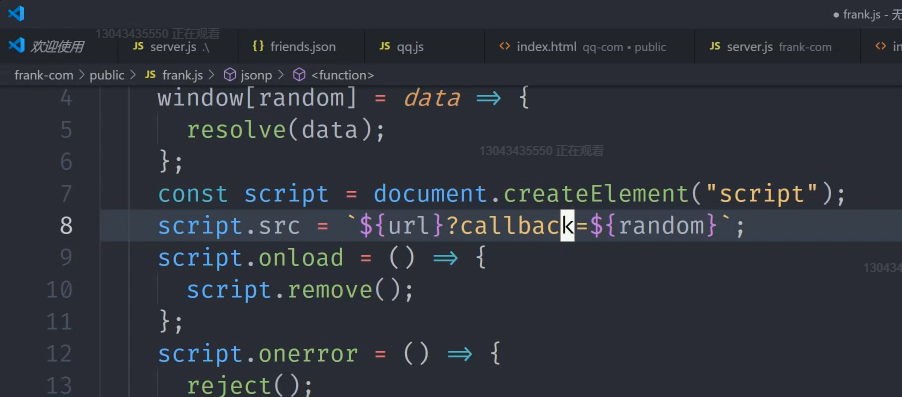 ● frank.js - 无
13043435550 正在观看
欢迎使用 JS server.js .\ {} friends.json JS qq.js <> index.html qq-com • public JS server.js frank-com <> in
frank-com > public > JS frank.js > jsonp > <function>
4 window[random] = data => {
5 resolve(data);
6 };
13043435550 正在观看
7 const script = document.createElement("script");
8 script.src = `${url}?callback=${random}`;
9 script.onload = () => {
130434
10 script.remove();
11 };
12 script.onerror = () => {
13 reject();